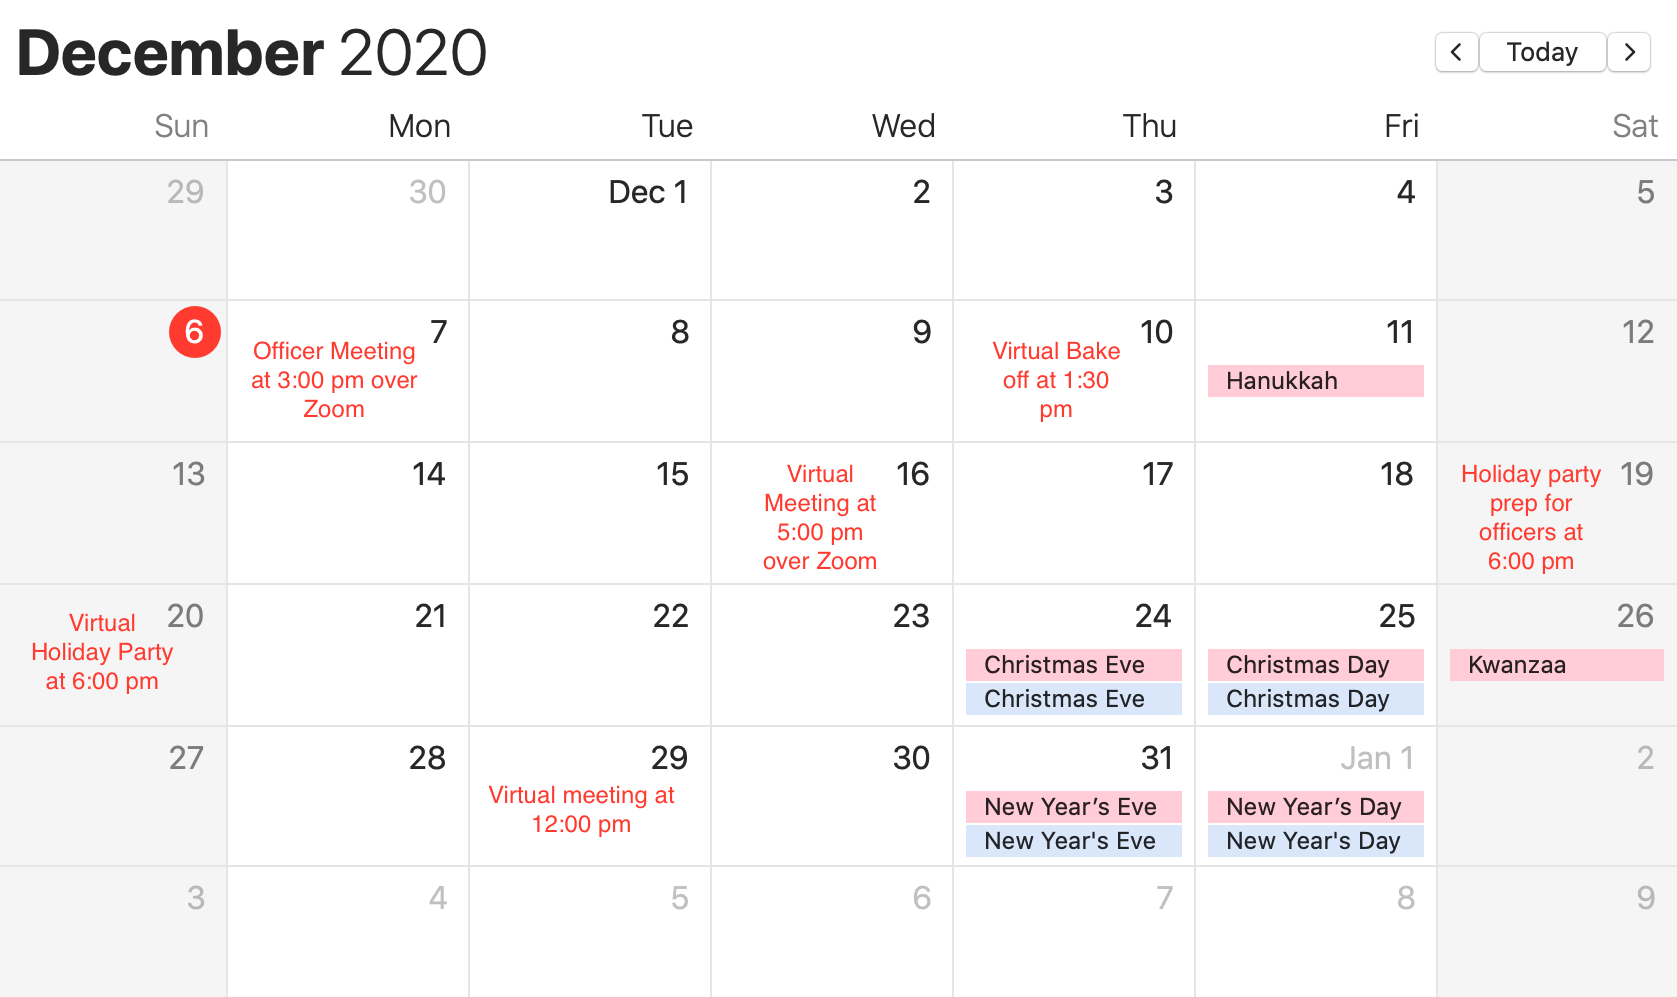 December 2020
Today
Sun Mon Tue Wed Thu Fri Sat
29 30 Dec 1 2 3 4 5
6 7 8 9 10 11 12
Officer Meeting
at 3:00 pm over
Zoom
Virtual Bake
off at 1:30
pm
Hanukkah
13 14 15 16 17 18 19
Virtual
Meeting at
5:00 pm
over Zoom
Holiday party
prep for
officers at
6:00 pm
20 21 22 23 24 25 26
Virtual
Holiday Party
at 6:00 pm
Christmas Eve
Christmas Eve
Christmas Day
Christmas Day
Kwanzaa
27 28 29 30 31 Jan 1 2
Virtual meeting at
12:00 pm
New Year’s Eve
New Year's Eve
New Year’s Day
New Year's Day
3 4 5 6 7 8 9